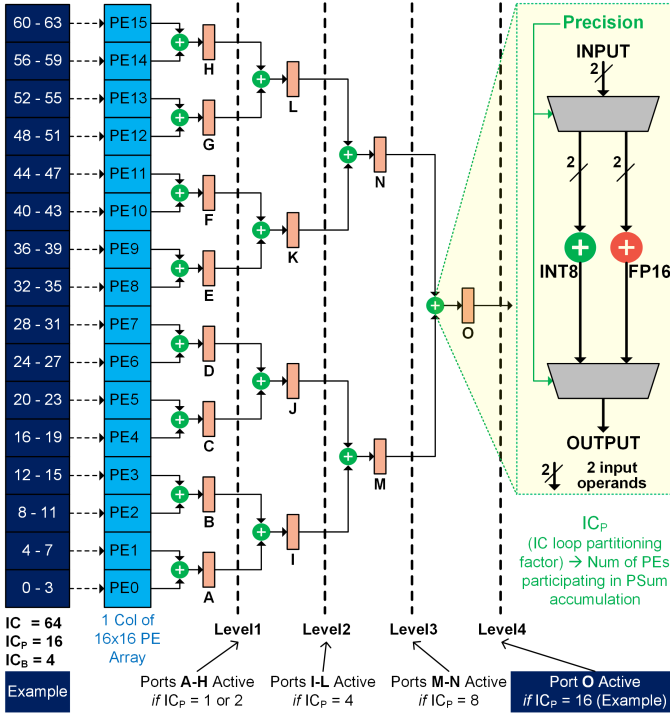 60 - 63
56 - 59
52 - 55
48 - 51
44 - 47
40 - 43
36 - 39
32 - 35
28 - 31
24 - 27
20 - 23
16 - 19
12 - 15
8 - 11
4 - 7
0 - 3
PE15
PE14
PE13
PE12
PE11
PE10
PE9
PE8
PE7
PE6
PE5
PE4
PE3
PE2
PE1
PE0
H
G
F
E
D
C
B
A
L
K
J
I
N
M
O
Precision
INPUT
2
2
2
INT8
FP16
OUTPUT
2
2 input
operands
ICP
(IC loop partitioning
factor) → Num of PEs
participating in PSum
accumulation
IC = 64
ICP = 16
ICB = 4
Example
1 Col of
16x16 PE
Array
Level1
Level2
Level3
Level4
Ports A-H Active
if ICP = 1 or 2
Ports I-L Active
if ICP = 4
Ports M-N Active
if ICP = 8
Port O Active
if ICP = 16 (Example)